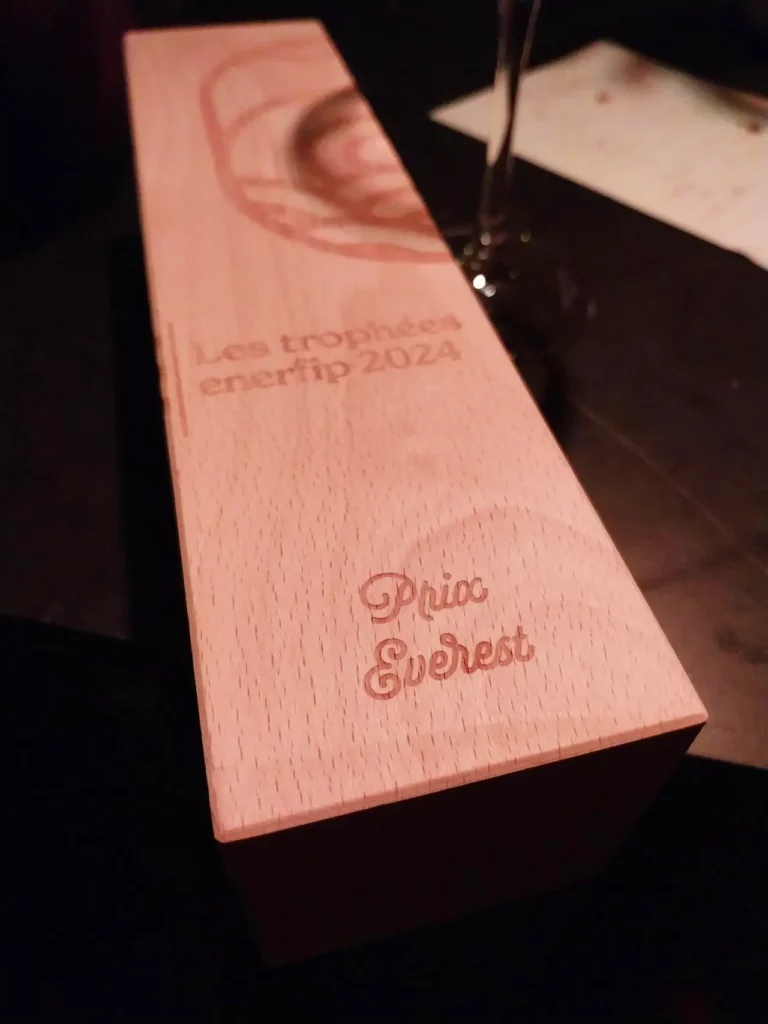 Les trophées
enerfip 2024
Prix
Everest